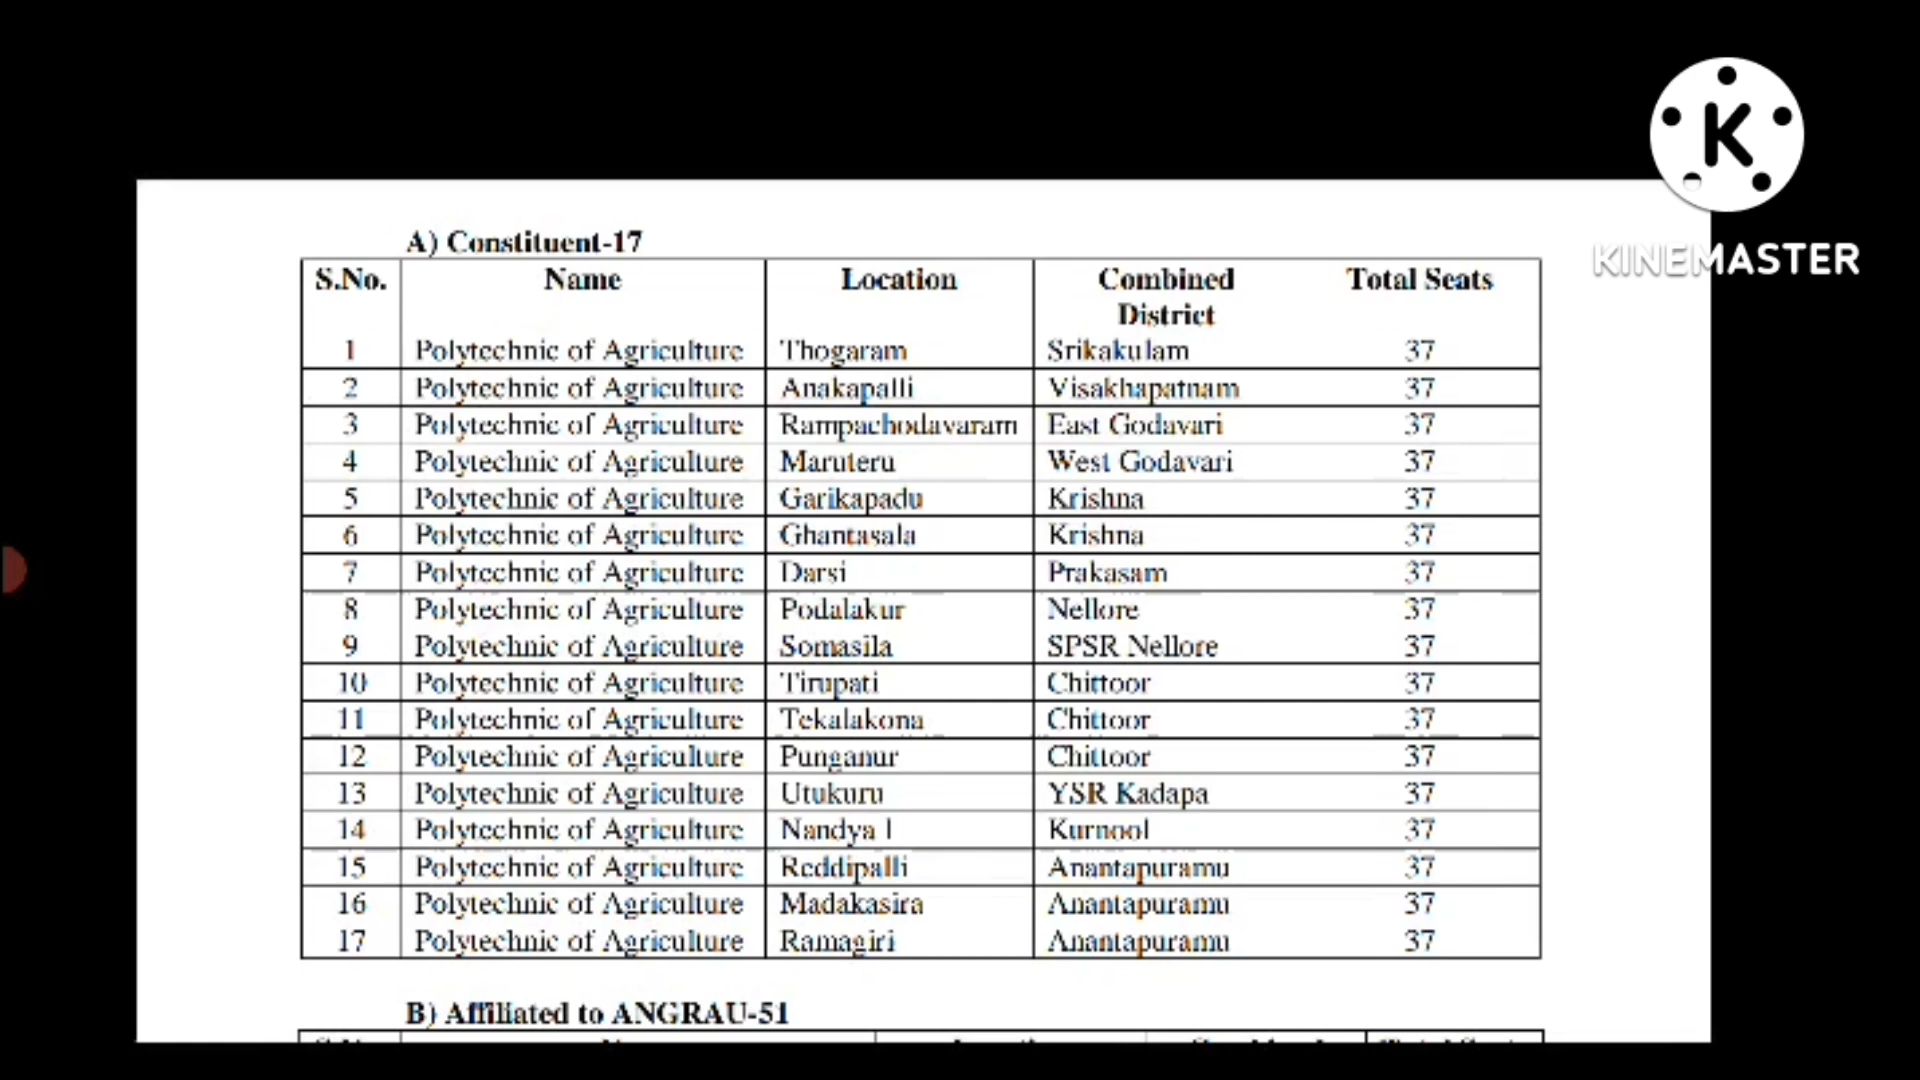 K
KINEMASTER
A) Constituent-17
S.No. Name Location Combined District Total Seats
1 Polytechnic of Agriculture Thogaram Srikakulam 37
2 Polytechnic of Agriculture Anakapalli Visakhapatnam 37
3 Polytechnic of Agriculture Rampachodavaram East Godavari 37
4 Polytechnic of Agriculture Maruteru West Godavari 37
5 Polytechnic of Agriculture Garikapadu Krishna 37
6 Polytechnic of Agriculture Ghantasala Krishna 37
7 Polytechnic of Agriculture Darsi Prakasam 37
8 Polytechnic of Agriculture Podalakur Nellore 37
9 Polytechnic of Agriculture Somasila SPSR Nellore 37
10 Polytechnic of Agriculture Tirupati Chittoor 37
11 Polytechnic of Agriculture Tekalakona Chittoor 37
12 Polytechnic of Agriculture Punganur Chittoor 37
13 Polytechnic of Agriculture Utukuru YSR Kadapa 37
14 Polytechnic of Agriculture Nandya l Kurnool 37
15 Polytechnic of Agriculture Reddipalli Anantapuramu 37
16 Polytechnic of Agriculture Madakasira Anantapuramu 37
17 Polytechnic of Agriculture Ramagiri Anantapuramu 37
B) Affiliated to ANGRAU-51